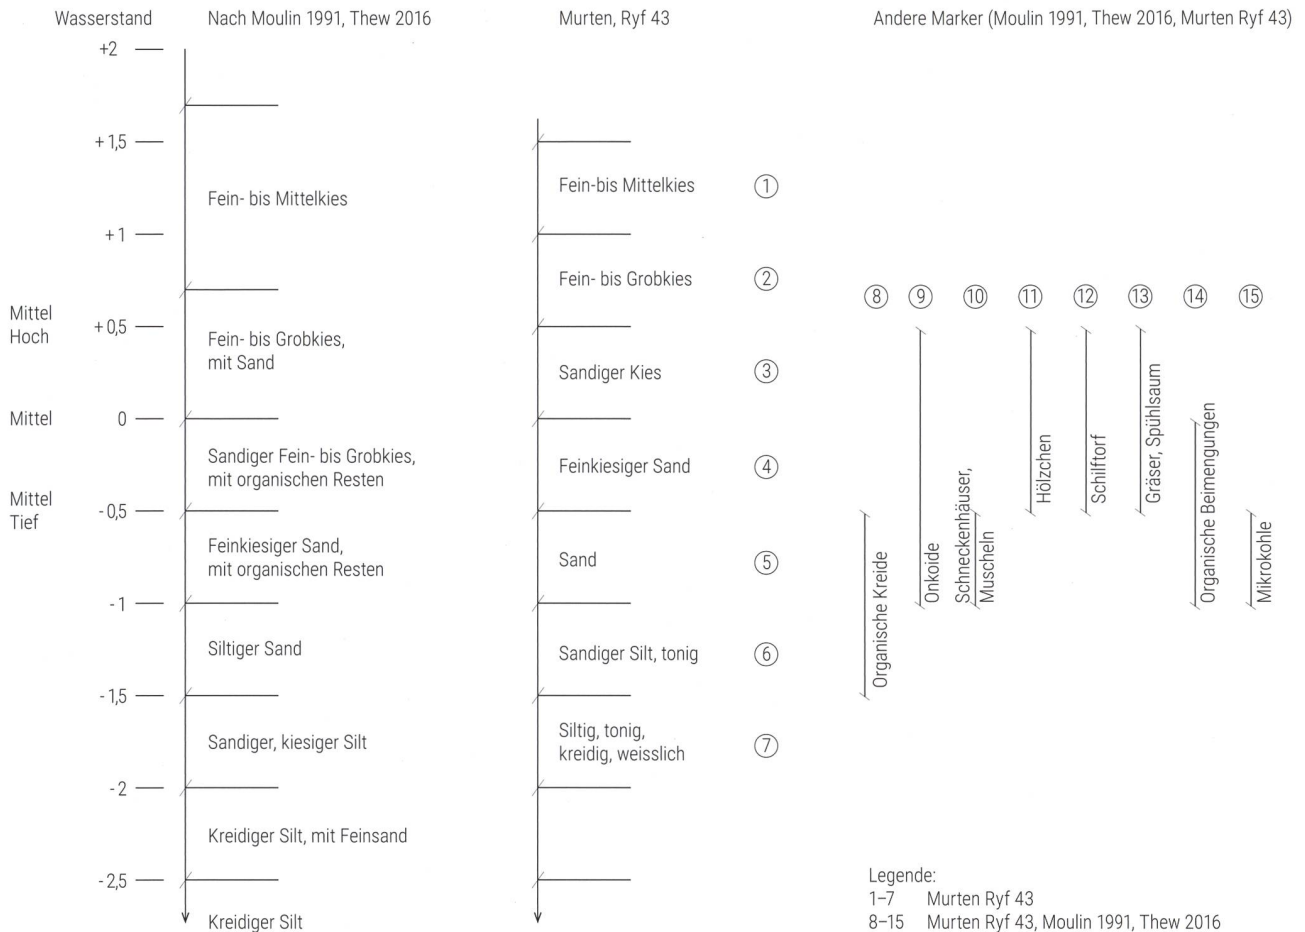 Wasserstand
Nach Moulin 1991, Thew 2016
Murten, Ryf 43
Andere Marker (Moulin 1991, Thew 2016, Murten Ryf 43)
+2
+ 1,5
+ 1
Mittel
Hoch
+ 0,5
Mittel
0
Mittel
Tief
- 0,5
- 1
- 1,5
- 2
- 2,5
Fein- bis Mittelkies
Fein- bis Grobkies,
mit Sand
Sandiger Fein- bis Grobkies,
mit organischen Resten
Feinkiesiger Sand,
mit organischen Resten
Siltiger Sand
Sandiger, kiesiger Silt
Kreidiger Silt, mit Feinsand
Kreidiger Silt
Fein-bis Mittelkies 1
Fein- bis Grobkies 2
Sandiger Kies 3
Feinkiesiger Sand 4
Sand 5
Sandiger Silt, tonig 6
Siltig, tonig,
kreidig, weisslich 7
8 9 10 11 12 13 14 15
Organische Kreide
Onkoide
Schneckenhäuser,
Muscheln
Hölzchen
Schilftorf
Gräser, Spühlsaum
Organische Beimengungen
Mikrokohle
Legende:
1–7 Murten Ryf 43
8–15 Murten Ryf 43, Moulin 1991, Thew 2016